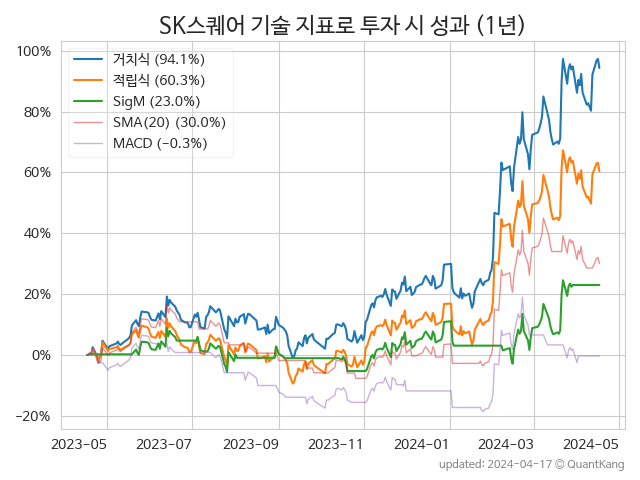 SK스퀘어 기술 지표로 투자 시 성과 (1년)
거치식 (94.1%)
적립식 (60.3%)
SigM (23.0%)
SMA(20) (30.0%)
MACD (−0.3%)
100%
80%
60%
40%
20%
0%
−20%
2023-05 2023-07 2023-09 2023-11 2024-01 2024-03 2024-05
updated: 2024-04-17 © QuantKang